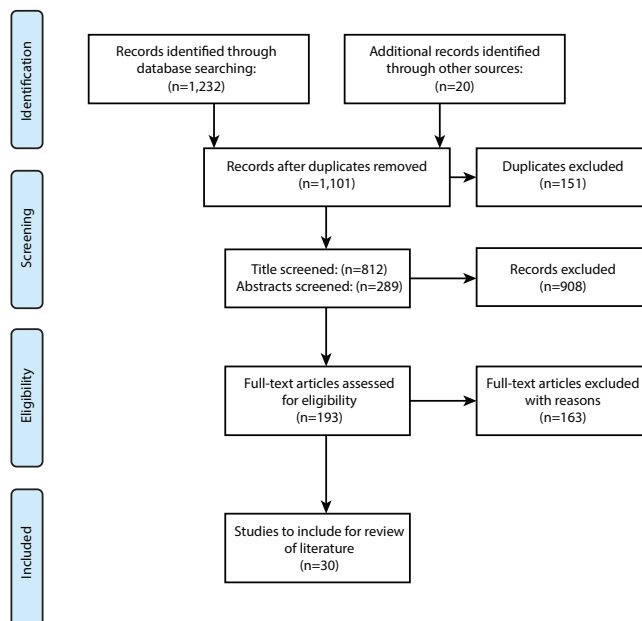 Identification
Records identified through
database searching:
(n=1,232)
Additional records identified
through other sources:
(n=20)
Records after duplicates removed
(n=1,101)
Duplicates excluded
(n=151)
Screening
Title screened: (n=812)
Abstracts screened: (n=289)
Records excluded
(n=908)
Eligibility
Full-text articles assessed
for eligibility
(n=193)
Full-text articles excluded
with reasons
(n=163)
Included
Studies to include for review
of literature
(n=30)